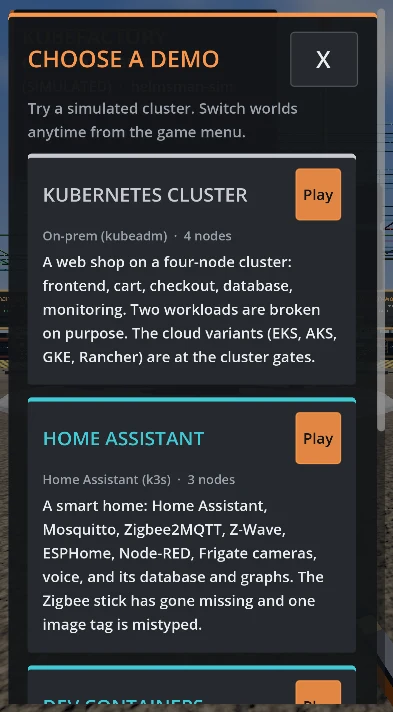 CHOOSE A DEMO
X
Try a simulated cluster. Switch worlds
anytime from the game menu.
KUBERNETES CLUSTER
Play
On-prem (kubeadm) · 4 nodes
A web shop on a four-node cluster:
frontend, cart, checkout, database,
monitoring. Two workloads are broken
on purpose. The cloud variants (EKS, AKS,
GKE, Rancher) are at the cluster gates.
HOME ASSISTANT
Play
Home Assistant (k3s) · 3 nodes
A smart home: Home Assistant,
Mosquitto, Zigbee2MQTT, Z-Wave,
ESPHome, Node-RED, Frigate cameras,
voice, and its database and graphs. The
Zigbee stick has gone missing and one
image tag is mistyped.
DEV CONTAINERS
Play